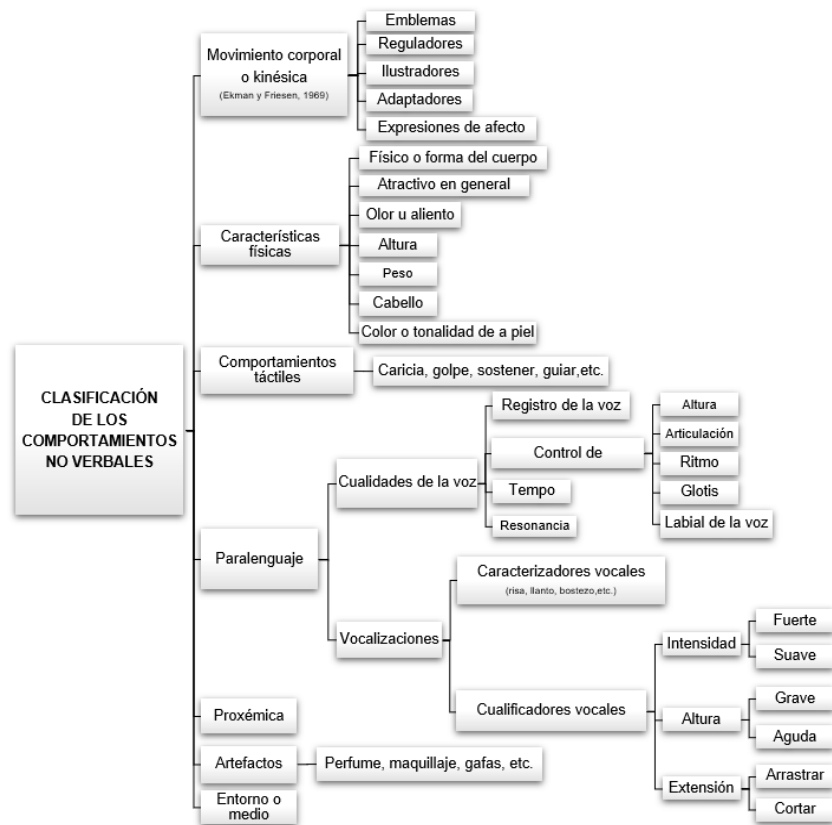 CLASIFICACIÓN
DE LOS
COMPORTAMIENTOS
NO VERBALES
Movimiento corporal
o kinésica
(Ekman y Friesen, 1969)
Emblemas
Reguladores
Ilustradores
Adaptadores
Expresiones de afecto
Características
físicas
Físico o forma del cuerpo
Atractivo en general
Olor u aliento
Altura
Peso
Cabello
Color o tonalidad de a piel
Comportamientos
táctiles
Caricia, golpe, sostener, guiar,etc.
Paralenguaje
Cualidades de la voz
Registro de la voz
Control de
Altura
Articulación
Ritmo
Glotis
Labial de la voz
Tempo
Resonancia
Vocalizaciones
Caracterizadores vocales
(risa, llanto, bostezo,etc.)
Cualificadores vocales
Intensidad
Fuerte
Suave
Altura
Grave
Aguda
Extensión
Arrastrar
Cortar
Proxémica
Artefactos
Perfume, maquillaje, gafas, etc.
Entorno o
medio